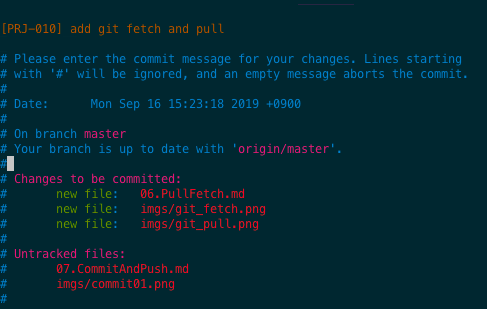 [PRJ-010] add git fetch and pull
# Please enter the commit message for your changes. Lines starting
# with '#' will be ignored, and an empty message aborts the commit.
#
# Date:      Mon Sep 16 15:23:18 2019 +0900
#
# On branch master
# Your branch is up to date with 'origin/master'.
#
# Changes to be committed:
#       new file:   06.PullFetch.md
#       new file:   imgs/git_fetch.png
#       new file:   imgs/git_pull.png
#
# Untracked files:
#       07.CommitAndPush.md
#       imgs/commit01.png
#